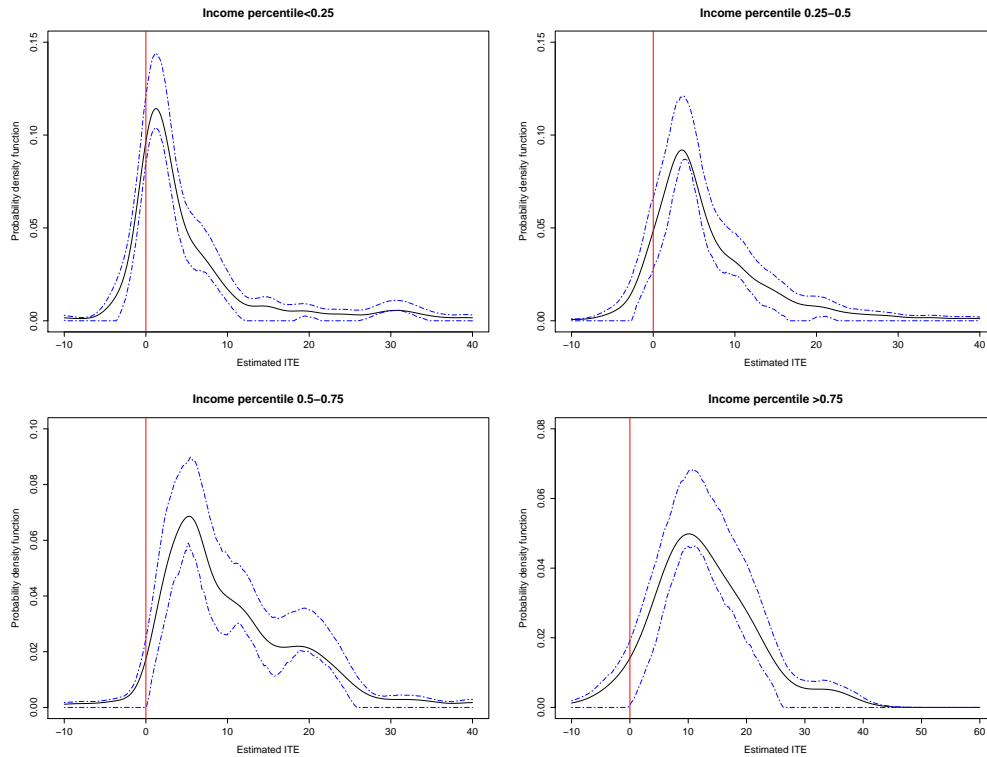 Income percentile<0.25
Probability density function
0.00 0.05 0.10 0.15
−10 0 10 20 30 40
Estimated ITE
Income percentile 0.25−0.5
Probability density function
0.00 0.05 0.10 0.15
−10 0 10 20 30 40
Estimated ITE
Income percentile 0.5−0.75
Probability density function
0.00 0.02 0.04 0.06 0.08 0.10
−10 0 10 20 30 40
Estimated ITE
Income percentile >0.75
Probability density function
0.00 0.02 0.04 0.06 0.08
−10 0 10 20 30 40 50 60
Estimated ITE